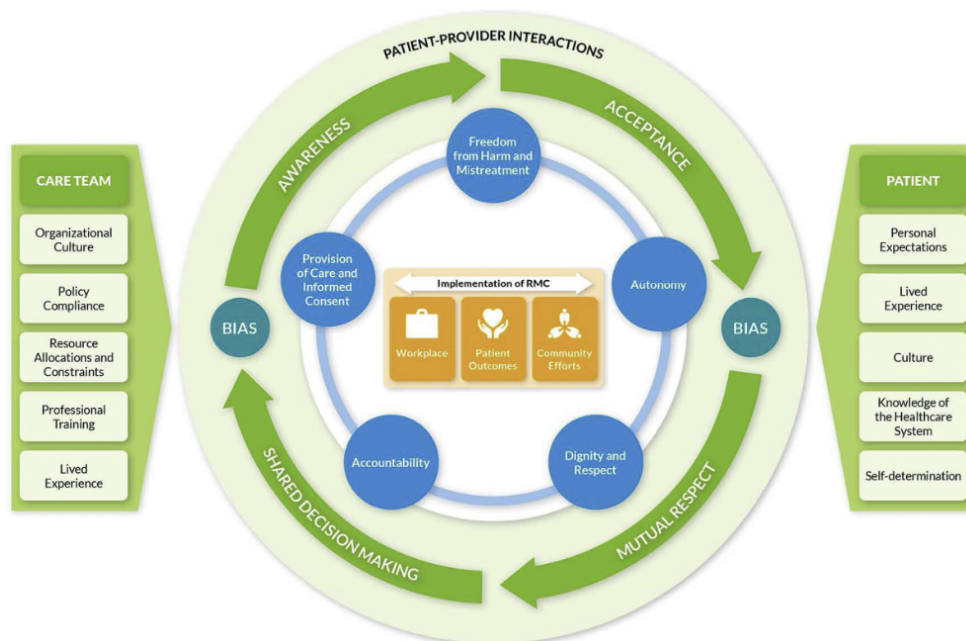 PATIENT-PROVIDER INTERACTIONS
AWARENESS
ACCEPTANCE
MUTUAL RESPECT
SHARED DECISION MAKING
BIAS
BIAS
CARE TEAM
Organizational
Culture
Policy
Compliance
Resource
Allocations and
Constraints
Professional
Training
Lived
Experience
Freedom
from Harm and
Mistreatment
Autonomy
Dignity and
Respect
Accountability
Provision
of Care and
Informed
Consent
Implementation of RMC
Workplace
Patient
Outcomes
Community
Efforts
PATIENT
Personal
Expectations
Lived
Experience
Culture
Knowledge of
the Healthcare
System
Self-determination